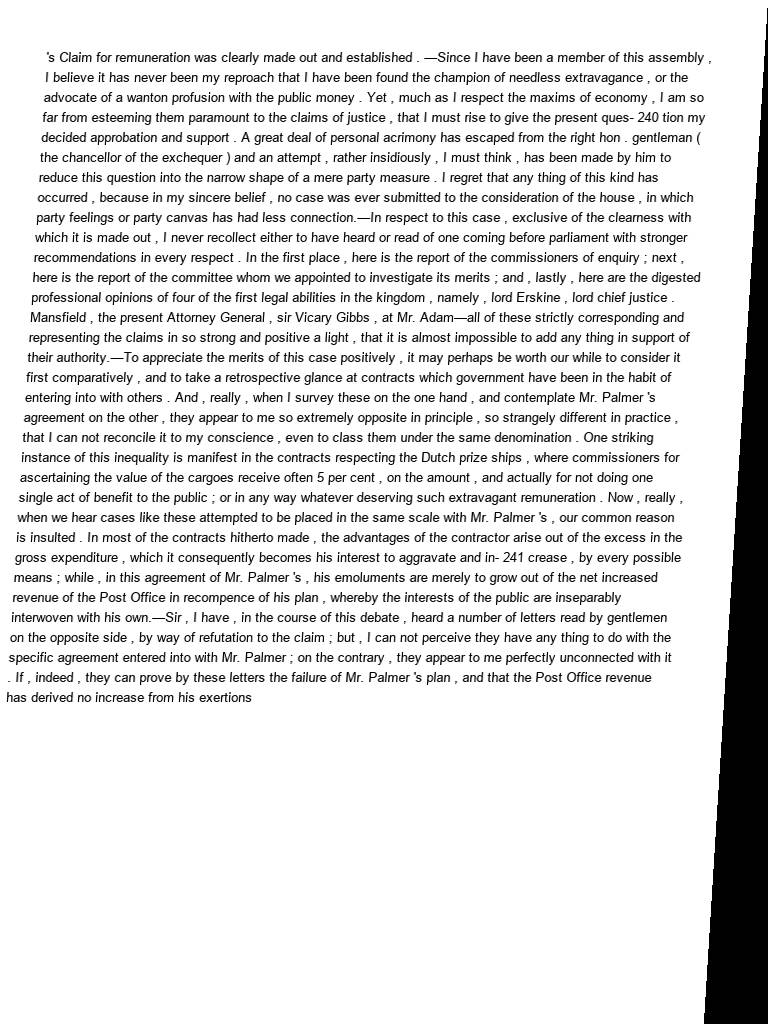 's Claim for remuneration was clearly made out and established . —Since I have been a member of this assembly ,
I believe it has never been my reproach that I have been found the champion of needless extravagance , or the
advocate of a wanton profusion with the public money . Yet , much as I respect the maxims of economy , I am so
far from esteeming them paramount to the claims of justice , that I must rise to give the present ques- 240 tion my
decided approbation and support . A great deal of personal acrimony has escaped from the right hon . gentleman (
the chancellor of the exchequer ) and an attempt , rather insidiously , I must think , has been made by him to
reduce this question into the narrow shape of a mere party measure . I regret that any thing of this kind has
occurred , because in my sincere belief , no case was ever submitted to the consideration of the house , in which
party feelings or party canvas has had less connection.—In respect to this case , exclusive of the clearness with
which it is made out , I never recollect either to have heard or read of one coming before parliament with stronger
recommendations in every respect . In the first place , here is the report of the commissioners of enquiry ; next ,
here is the report of the committee whom we appointed to investigate its merits ; and , lastly , here are the digested
professional opinions of four of the first legal abilities in the kingdom , namely , lord Erskine , lord chief justice .
Mansfield , the present Attorney General , sir Vicary Gibbs , at Mr. Adam—all of these strictly corresponding and
representing the claims in so strong and positive a light , that it is almost impossible to add any thing in support of
their authority.—To appreciate the merits of this case positively , it may perhaps be worth our while to consider it
first comparatively , and to take a retrospective glance at contracts which government have been in the habit of
entering into with others . And , really , when I survey these on the one hand , and contemplate Mr. Palmer 's
agreement on the other , they appear to me so extremely opposite in principle , so strangely different in practice ,
that I can not reconcile it to my conscience , even to class them under the same denomination . One striking
instance of this inequality is manifest in the contracts respecting the Dutch prize ships , where commissioners for
ascertaining the value of the cargoes receive often 5 per cent , on the amount , and actually for not doing one
single act of benefit to the public ; or in any way whatever deserving such extravagant remuneration . Now , really ,
when we hear cases like these attempted to be placed in the same scale with Mr. Palmer 's , our common reason
is insulted . In most of the contracts hitherto made , the advantages of the contractor arise out of the excess in the
gross expenditure , which it consequently becomes his interest to aggravate and in- 241 crease , by every possible
means ; while , in this agreement of Mr. Palmer 's , his emoluments are merely to grow out of the net increased
revenue of the Post Office in recompence of his plan , whereby the interests of the public are inseparably
interwoven with his own.—Sir , I have , in the course of this debate , heard a number of letters read by gentlemen
on the opposite side , by way of refutation to the claim ; but , I can not perceive they have any thing to do with the
specific agreement entered into with Mr. Palmer ; on the contrary , they appear to me perfectly unconnected with it
. If , indeed , they can prove by these letters the failure of Mr. Palmer 's plan , and that the Post Office revenue
has derived no increase from his exertions